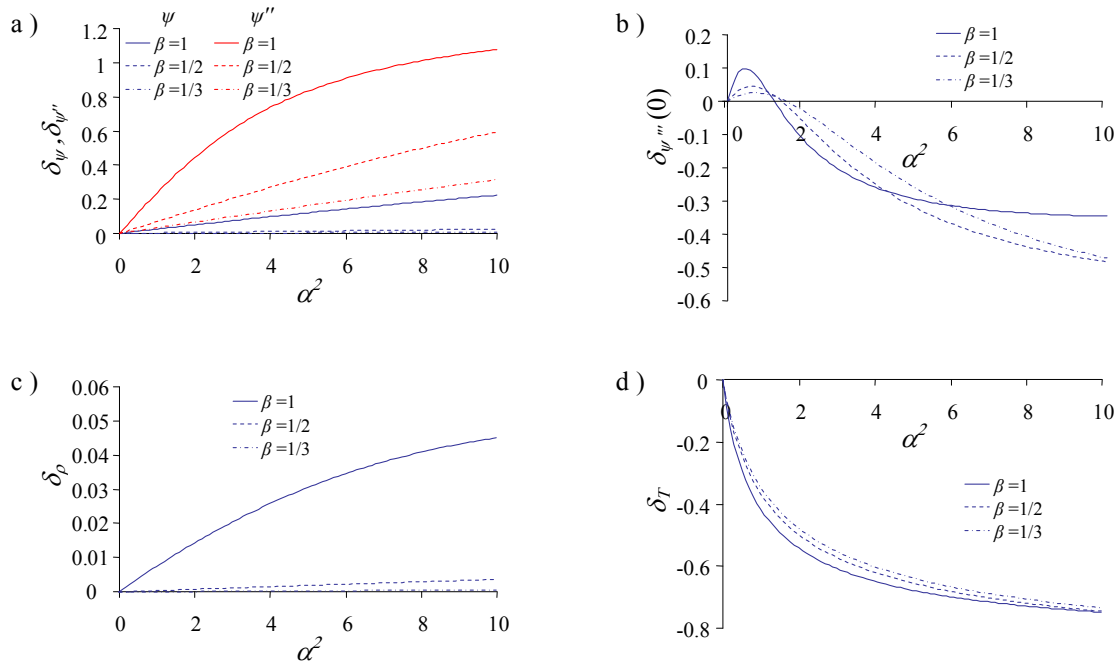 a )
ψ ψ′′
β =1 β =1
β =1/2 β =1/2
β =1/3 β =1/3
1.2
1
0.8
0.6
0.4
0.2
0
δψ ,δψ′′
0 2 4 6 8 10
α²
b )
β =1
β =1/2
β =1/3
0.2
0.1
0
-0.1
-0.2
-0.3
-0.4
-0.5
-0.6
δψ′′′(0)
0 2 4 6 8 10
α²
c )
β =1
β =1/2
β =1/3
0.06
0.05
0.04
0.03
0.02
0.01
0
δρ
0 2 4 6 8 10
α²
d )
0
-0.2
-0.4
-0.6
-0.8
δT
0 2 4 6 8 10
α²
β =1
β =1/2
β =1/3